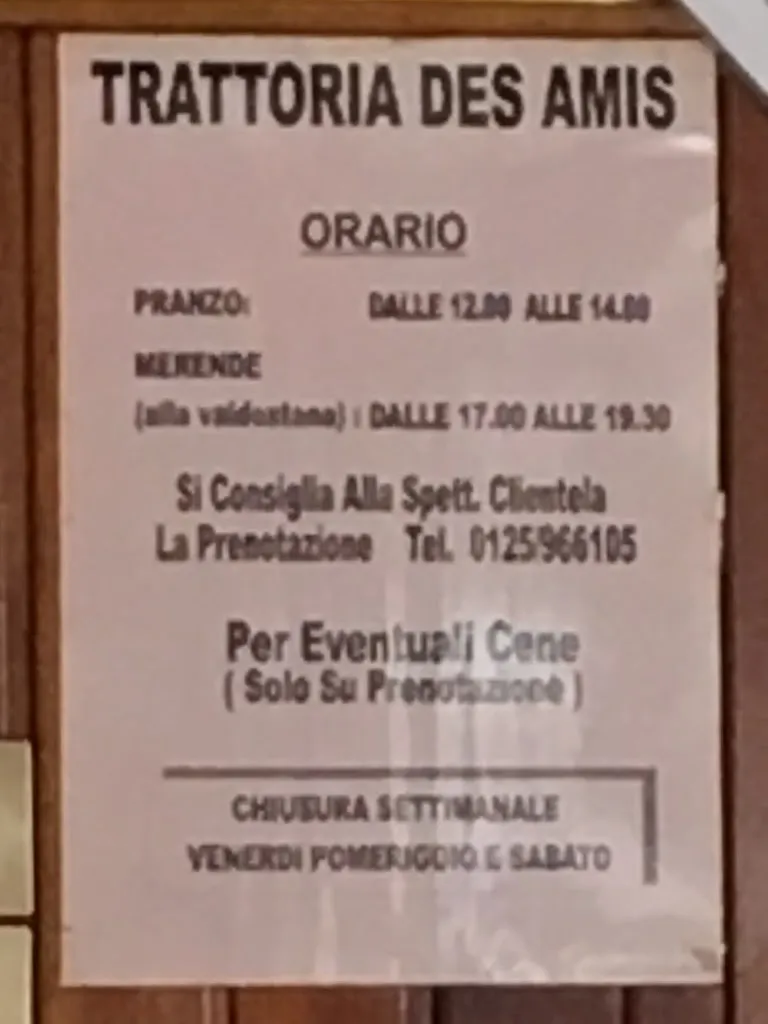 TRATTORIA DES AMIS
ORARIO
PRANZO: DALLE 12.00 ALLE 14.00
MERENDE
(alla valdostana) : DALLE 17.00 ALLE 19.30
Si Consiglia Alla Spett. Clientela
La Prenotazione Tel. 0125/966105
Per Eventuali Cene
( Solo Su Prenotazione )
CHIUSURA SETTIMANALE
VENERDI POMERIGGIO E SABATO